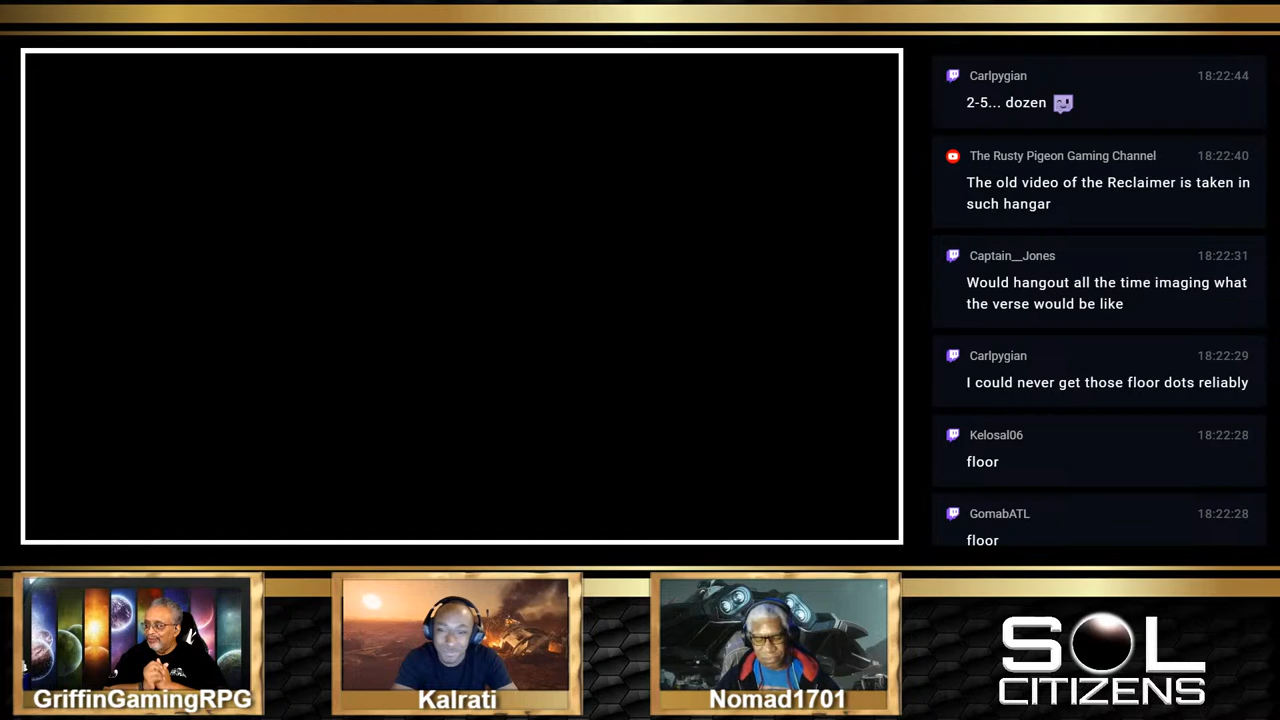 Carlpygian 18:22:44
2-5... dozen
The Rusty Pigeon Gaming Channel 18:22:40
The old video of the Reclaimer is taken in
such hangar
Captain__Jones 18:22:31
Would hangout all the time imaging what
the verse would be like
Carlpygian 18:22:29
I could never get those floor dots reliably
Kelosal06 18:22:28
floor
GomabATL 18:22:28
floor
GriffinGamingRPG
Kalrati
Nomad1701
SOL
CITIZENS